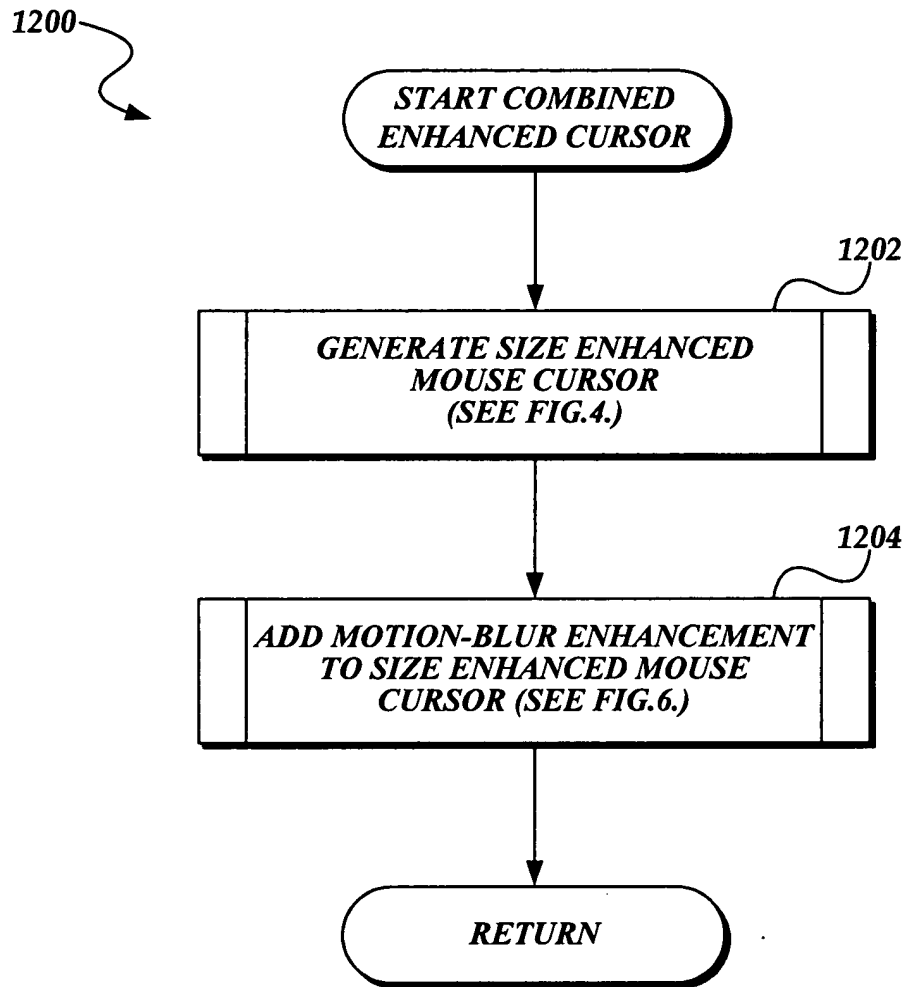 1200
START COMBINED
ENHANCED CURSOR
1202
GENERATE SIZE ENHANCED
MOUSE CURSOR
(SEE FIG.4.)
1204
ADD MOTION-BLUR ENHANCEMENT
TO SIZE ENHANCED MOUSE
CURSOR (SEE FIG.6.)
RETURN